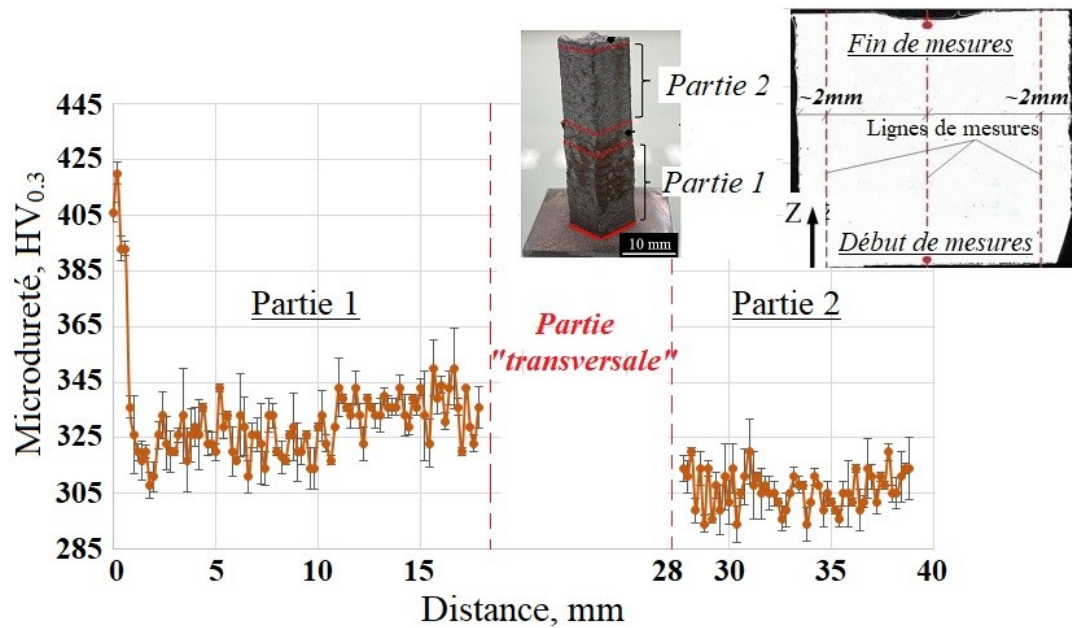 Partie 2
Partie 1
10 mm
Fin de mesures
~2mm
~2mm
Lignes de mesures
Z
Début de mesures
Microdureté, HV0.3
445
425
405
385
365
345
325
305
285
Partie 1
Partie
"transversale"
Partie 2
0
5
10
15
28
30
35
40
Distance, mm